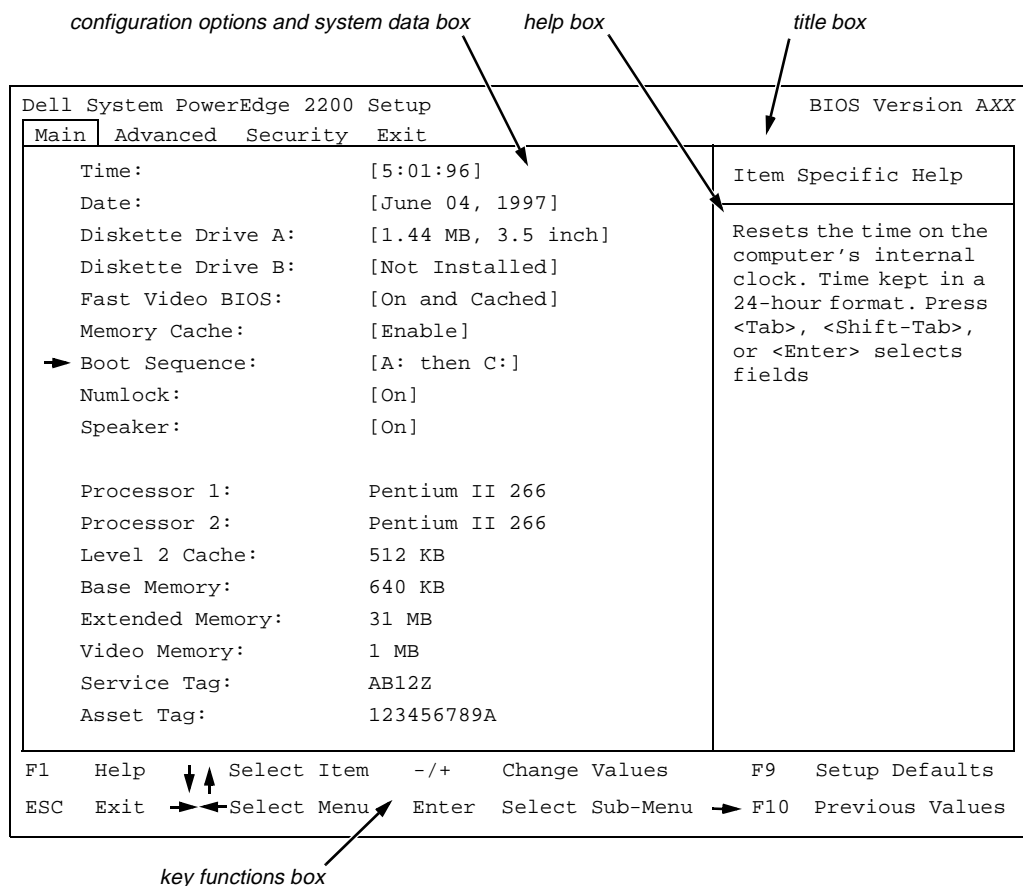 configuration options and system data box help box title box
Dell System PowerEdge 2200 Setup BIOS Version AXX
Main Advanced Security Exit
Time: [5:01:96]
Date: [June 04, 1997]
Diskette Drive A: [1.44 MB, 3.5 inch]
Diskette Drive B: [Not Installed]
Fast Video BIOS: [On and Cached]
Memory Cache: [Enable]
Boot Sequence: [A: then C:]
Numlock: [On]
Speaker: [On]
Processor 1: Pentium II 266
Processor 2: Pentium II 266
Level 2 Cache: 512 KB
Base Memory: 640 KB
Extended Memory: 31 MB
Video Memory: 1 MB
Service Tag: AB12Z
Asset Tag: 123456789A
Item Specific Help
Resets the time on the
computer's internal
clock. Time kept in a
24-hour format. Press
<Tab>, <Shift-Tab>,
or <Enter> selects
fields
F1 Help Select Item -/+ Change Values F9 Setup Defaults
ESC Exit Select Menu Enter Select Sub-Menu F10 Previous Values
key functions box